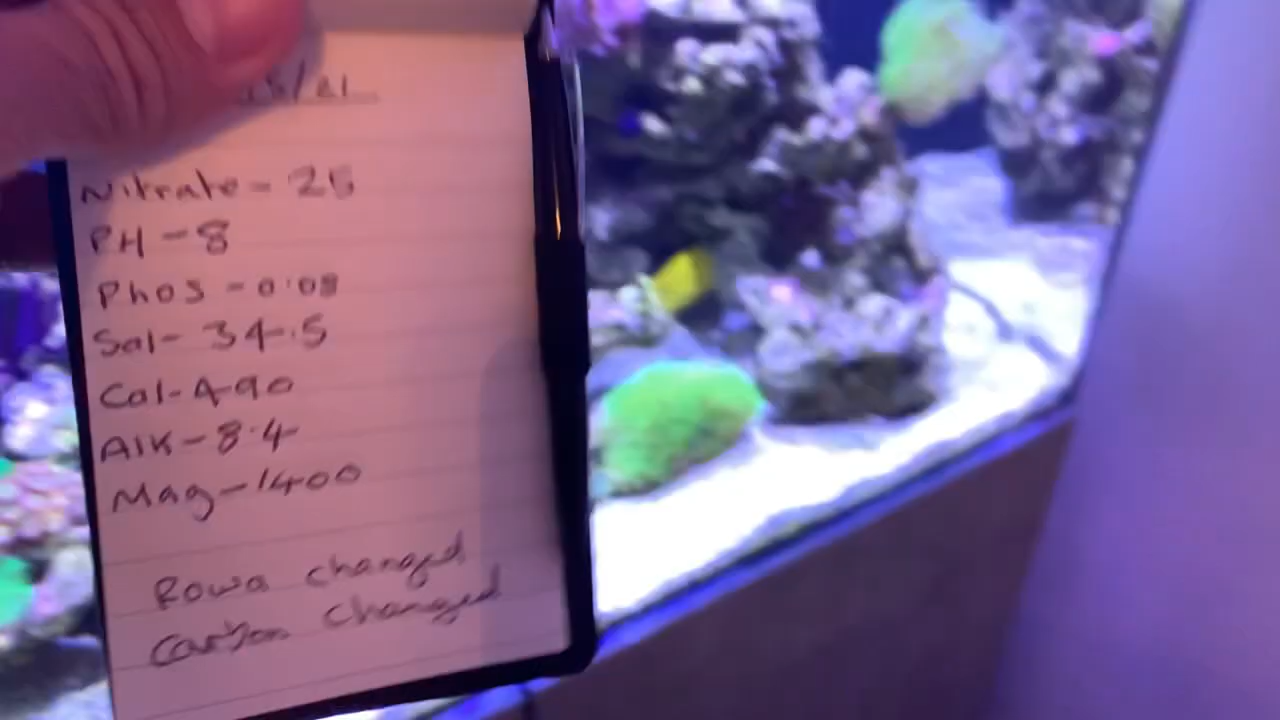 Nitrate = 25
PH - 8
Phos - 0.08
Sal - 34.5
Cal - 490
Alk - 8.4
Mag - 1400
Rowa changed
Carbon changed